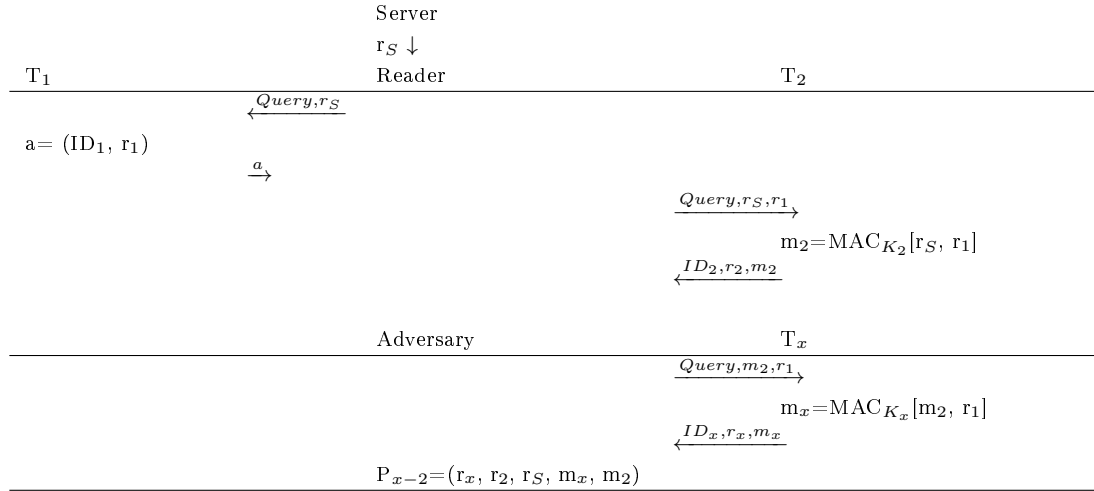 Server
r_S ↓
T_1 Reader T_2
Query,r_S
a= (ID_1, r_1)
a
Query,r_S,r_1
m_2=MAC_{K_2}[r_S, r_1]
ID_2,r_2,m_2
Adversary T_x
Query,m_2,r_1
m_x=MAC_{K_x}[m_2, r_1]
ID_x,r_x,m_x
P_{x−2}=(r_x, r_2, r_S, m_x, m_2)